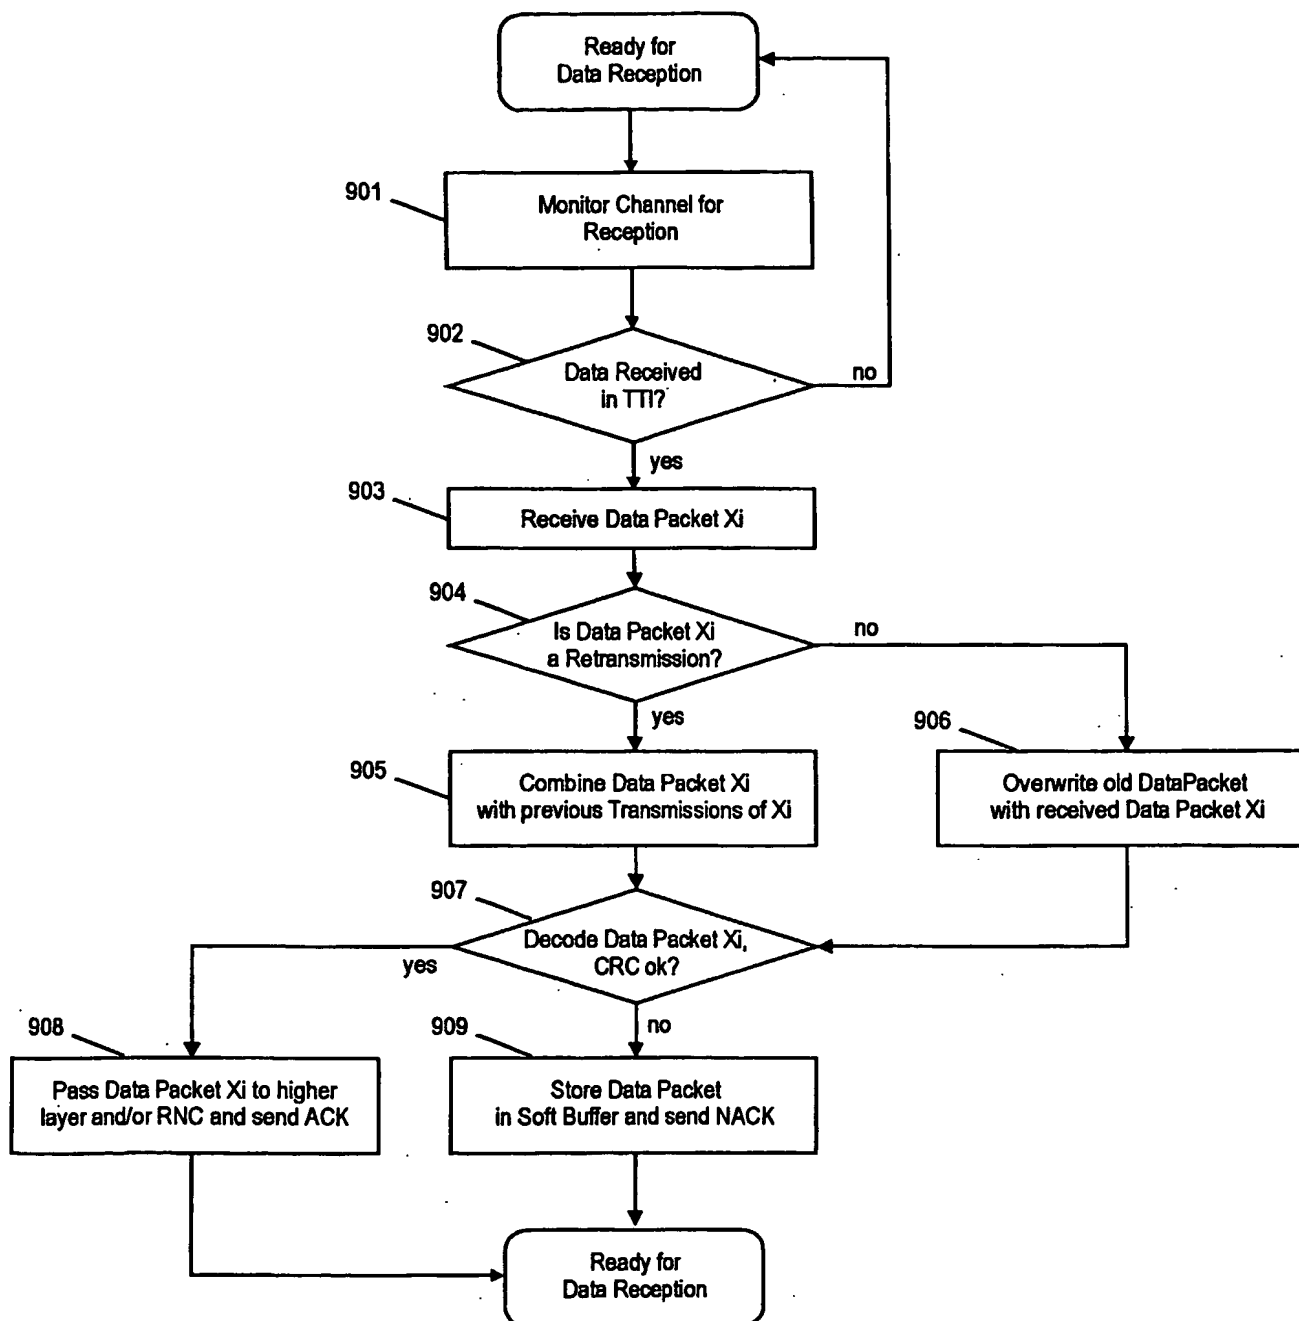 Ready for
Data Reception
901
Monitor Channel for
Reception
902
Data Received
in TTI?
no
yes
903
Receive Data Packet Xi
904
Is Data Packet Xi
a Retransmission?
no
yes
906
905
Combine Data Packet Xi
with previous Transmissions of Xi
Overwrite old DataPacket
with received Data Packet Xi
907
Decode Data Packet Xi,
CRC ok?
yes
no
908
909
Pass Data Packet Xi to higher
layer and/or RNC and send ACK
Store Data Packet
in Soft Buffer and send NACK
Ready for
Data Reception